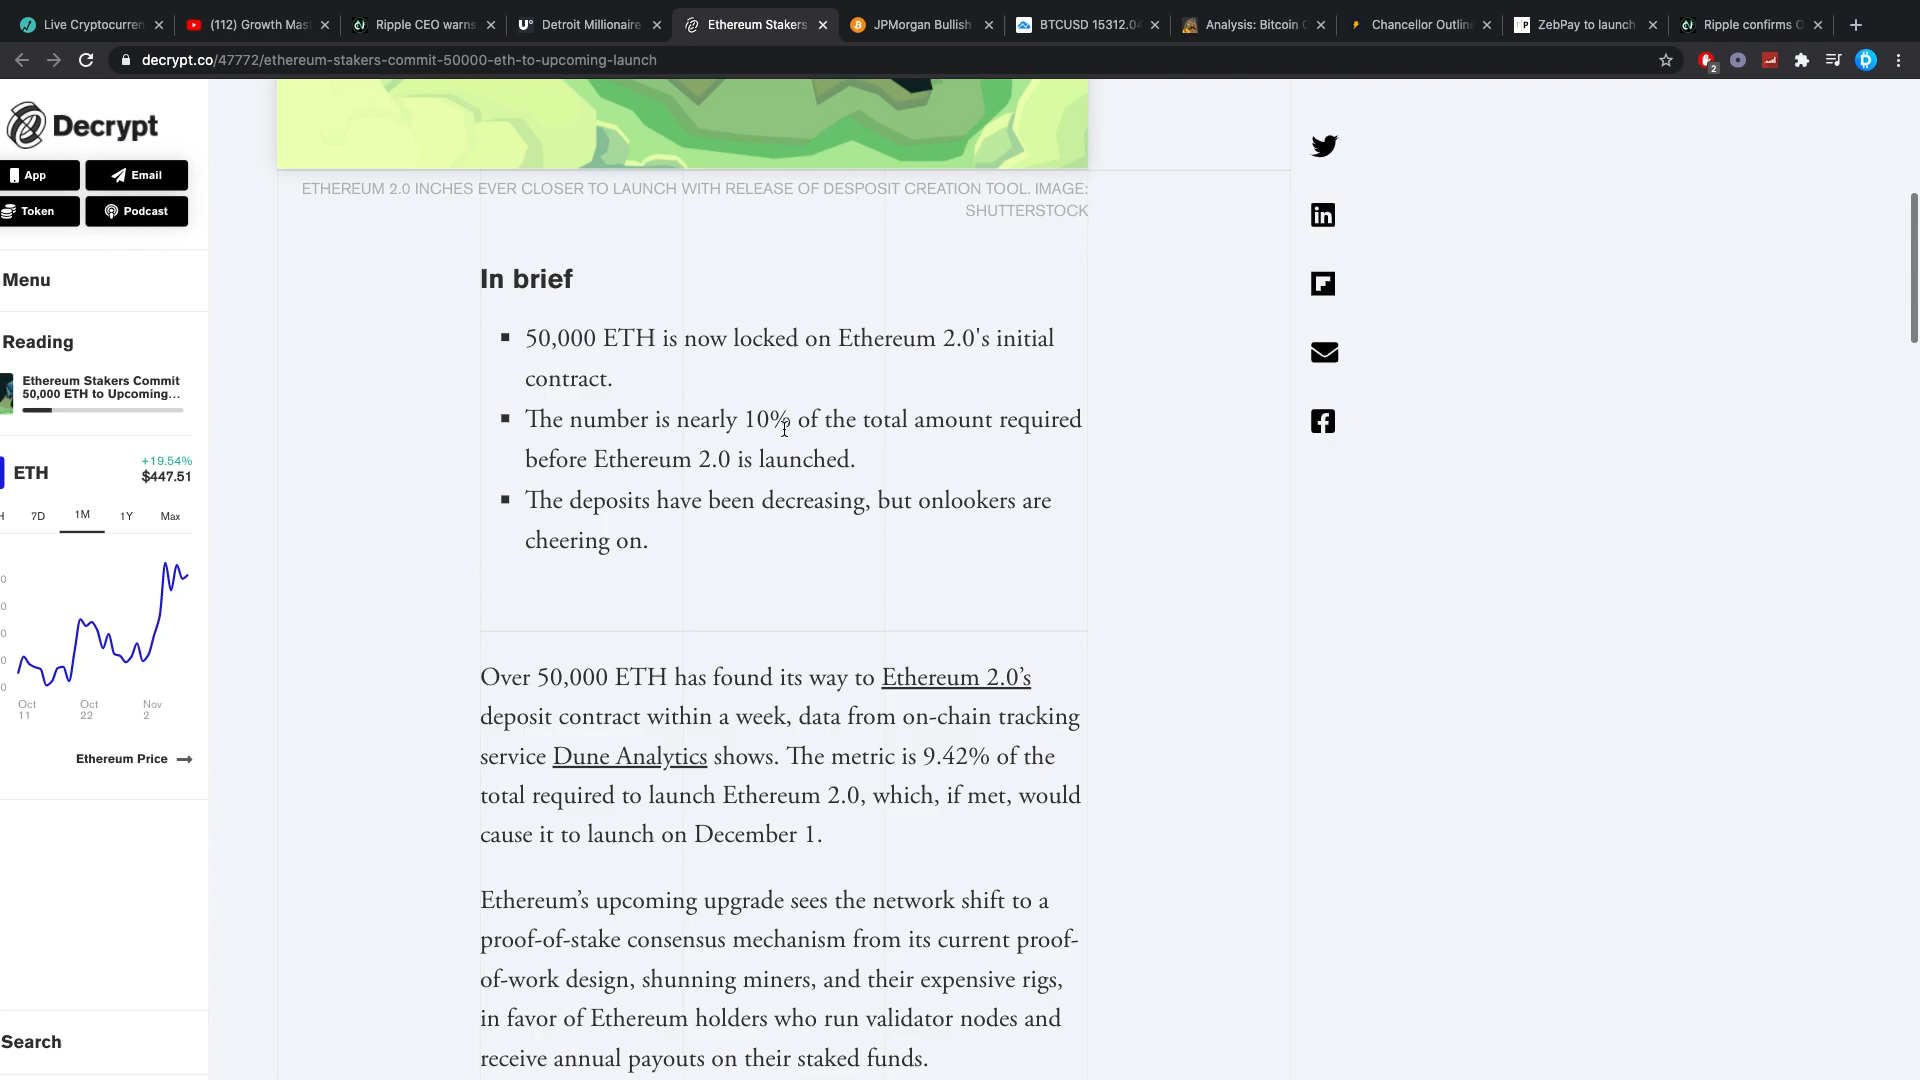 Live Cryptocurren
(112) Growth Mas
Ripple CEO warns
Detroit Millionaire
Ethereum Stakers
JPMorgan Bullish
BTCUSD 15312.04
Analysis: Bitcoin
Chancellor Outlin
ZebPay to launch
Ripple confirms
decrypt.co/47772/ethereum-stakers-commit-50000-eth-to-upcoming-launch
2
Decrypt
App
Email
Token
Podcast
Menu
Reading
Ethereum Stakers Commit
50,000 ETH to Upcoming...
ETH
+19.54%
$447.51
H 7D 1M 1Y Max
0
0
0
0
0
Oct
11
Oct
22
Nov
2
Ethereum Price →
Search
ETHEREUM 2.0 INCHES EVER CLOSER TO LAUNCH WITH RELEASE OF DESPOSIT CREATION TOOL. IMAGE:
SHUTTERSTOCK
In brief
50,000 ETH is now locked on Ethereum 2.0's initial
contract.
The number is nearly 10% of the total amount required
before Ethereum 2.0 is launched.
The deposits have been decreasing, but onlookers are
cheering on.
Over 50,000 ETH has found its way to Ethereum 2.0’s
deposit contract within a week, data from on-chain tracking
service Dune Analytics shows. The metric is 9.42% of the
total required to launch Ethereum 2.0, which, if met, would
cause it to launch on December 1.
Ethereum’s upcoming upgrade sees the network shift to a
proof-of-stake consensus mechanism from its current proof-
of-work design, shunning miners, and their expensive rigs,
in favor of Ethereum holders who run validator nodes and
receive annual payouts on their staked funds.